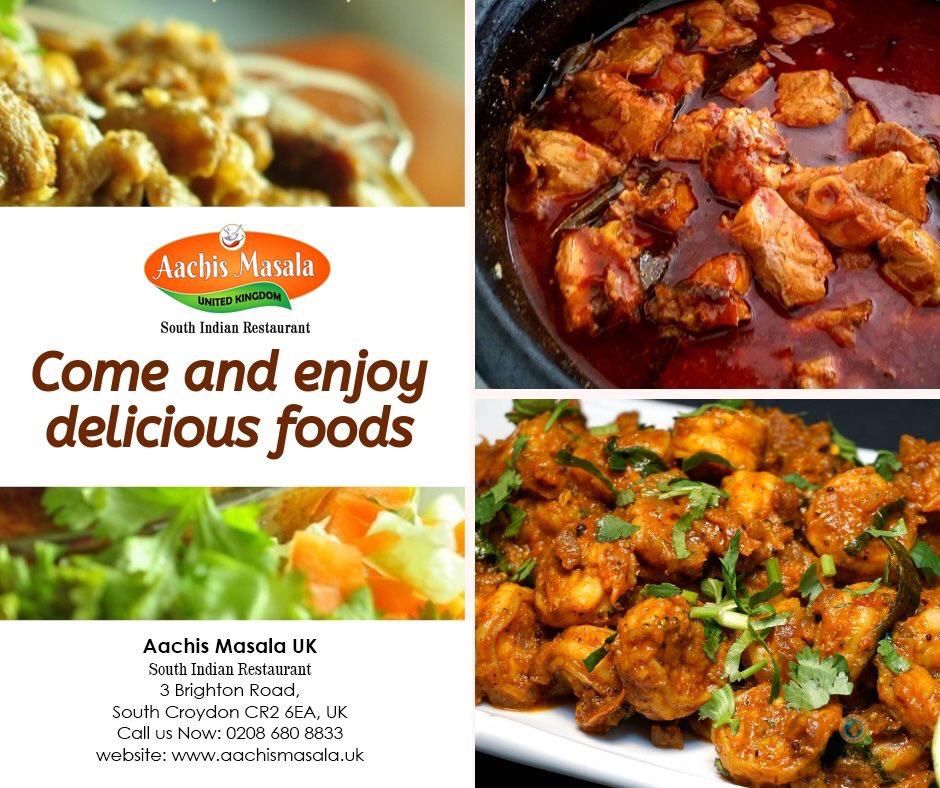 Aachis Masala
UNITED KINGDOM
South Indian Restaurant
Come and enjoy
delicious foods
Aachis Masala UK
South Indian Restaurant
3 Brighton Road,
South Croydon CR2 6EA, UK
Call us Now: 0208 680 8833
website: www.aachismasala.uk